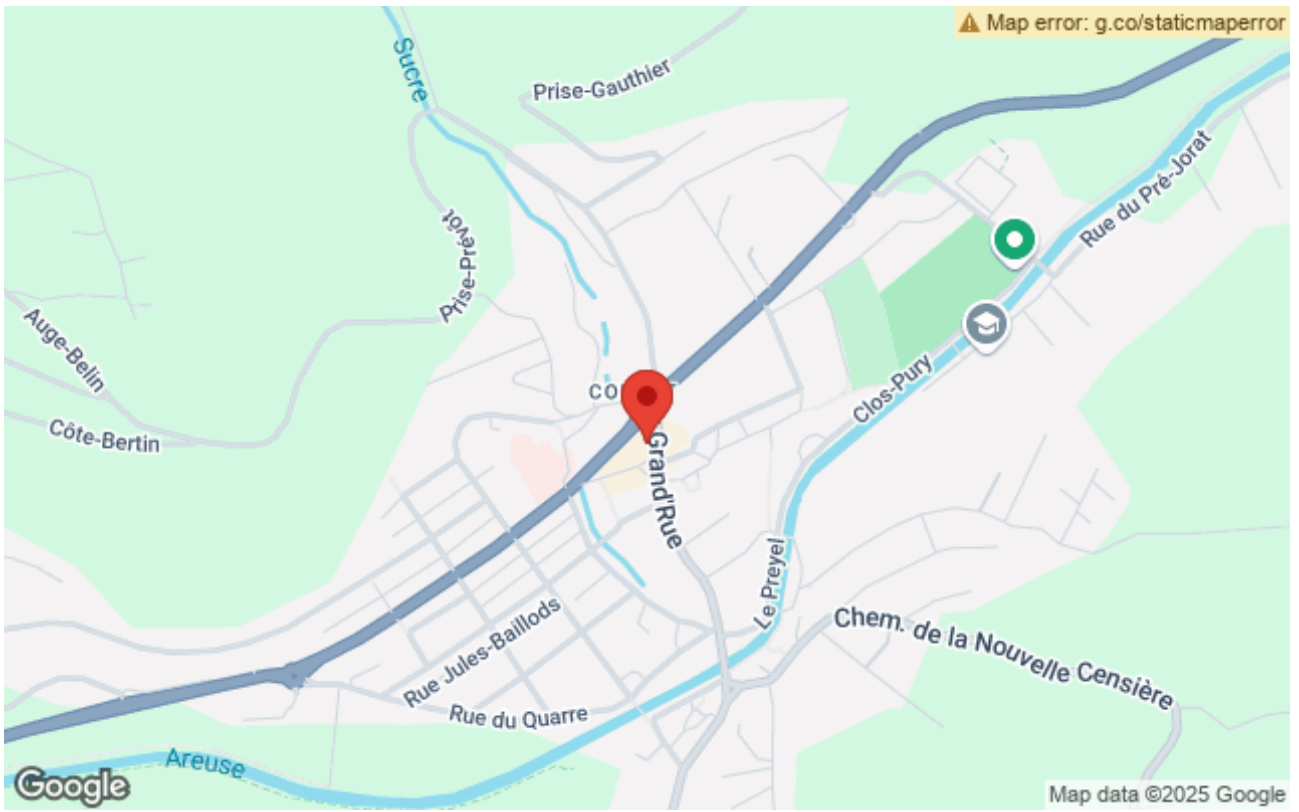 Map error: g.co/staticmaperror
Sucre
Prise-Gauthier
Rue du Pré-Jorat
Prise-Prévôt
Auge-Belin
Clos-Pury
Côte-Bertin
Grand'Rue
Le Preyel
Rue Jules-Baillods
Chem. de la Nouvelle Censière
Rue du Quarre
Areuse
Google
Map data ©2025 Google